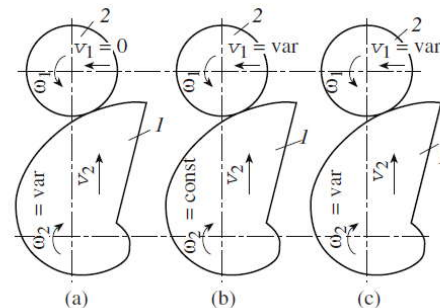 2 2 2
v₁ = 0 v₁ = var v₁ = var
ω₁ ω₁ ω₁
1 1
v₂ v₂ v₂
ω₂ = var ω₂ = const ω₂ = var
(a) (b) (c)